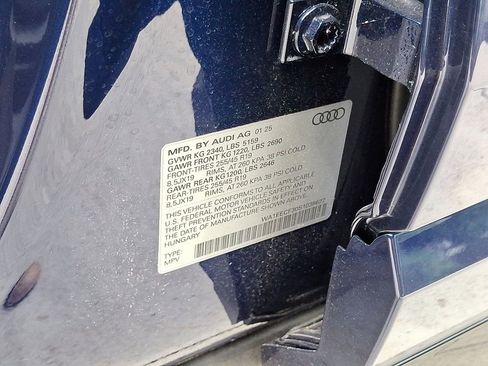 MFD. BY AUDI AG 01 25
GVWR KG 2340, LBS 5159
GAWR FRONT KG 1220, LBS 2690
FRONT-TIRES 255/45 R19
8.5JX19 RIMS, AT 260 KPA 38 PSI COLD
GAWR REAR KG1200, LBS 2646
REAR-TIRES 255/45 R19
8.5JX19 RIMS, AT 260 KPA 38 PSI COLD
THIS VEHICLE CONFORMS TO ALL APPLICABLE
U.S. FEDERAL MOTOR VEHICLE SAFETY AND
THEFT PREVENTION STANDARDS IN EFFECT ON
THE DATE OF MANUFACTURE SHOWN ABOVE.
HUNGARY
TYPE:
MPV